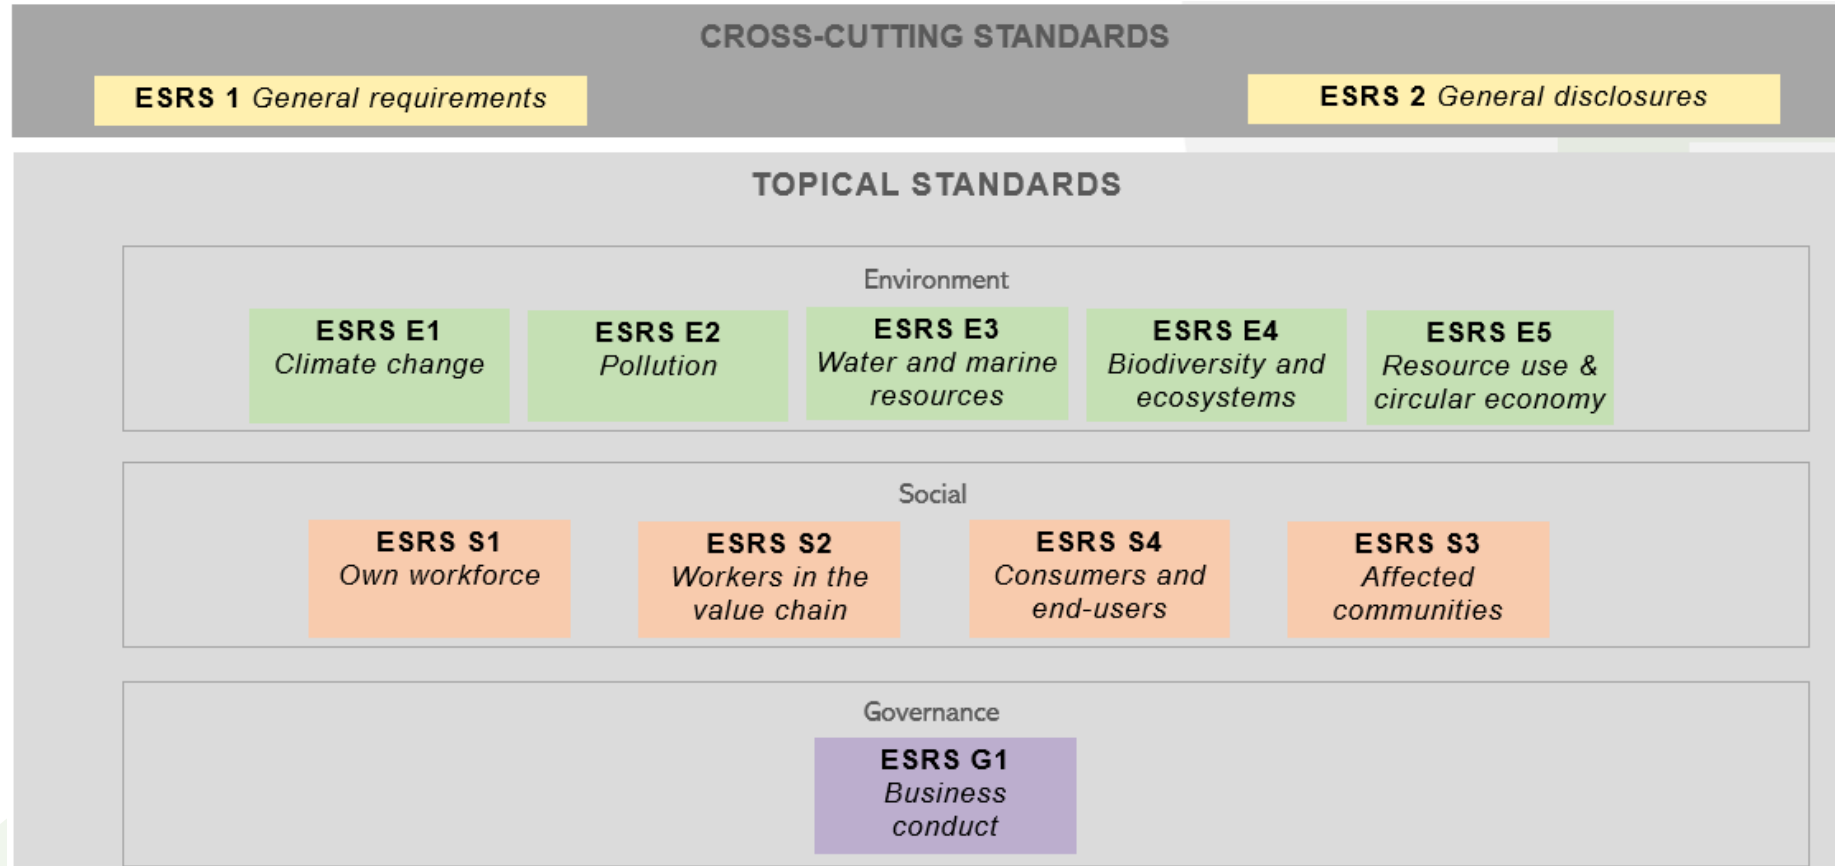 CROSS-CUTTING STANDARDS
ESRS 1 General requirements
ESRS 2 General disclosures
TOPICAL STANDARDS
Environment
ESRS E1
Climate change
ESRS E2
Pollution
ESRS E3
Water and marine
resources
ESRS E4
Biodiversity and
ecosystems
ESRS E5
Resource use &
circular economy
Social
ESRS S1
Own workforce
ESRS S2
Workers in the
value chain
ESRS S4
Consumers and
end-users
ESRS S3
Affected
communities
Governance
ESRS G1
Business
conduct